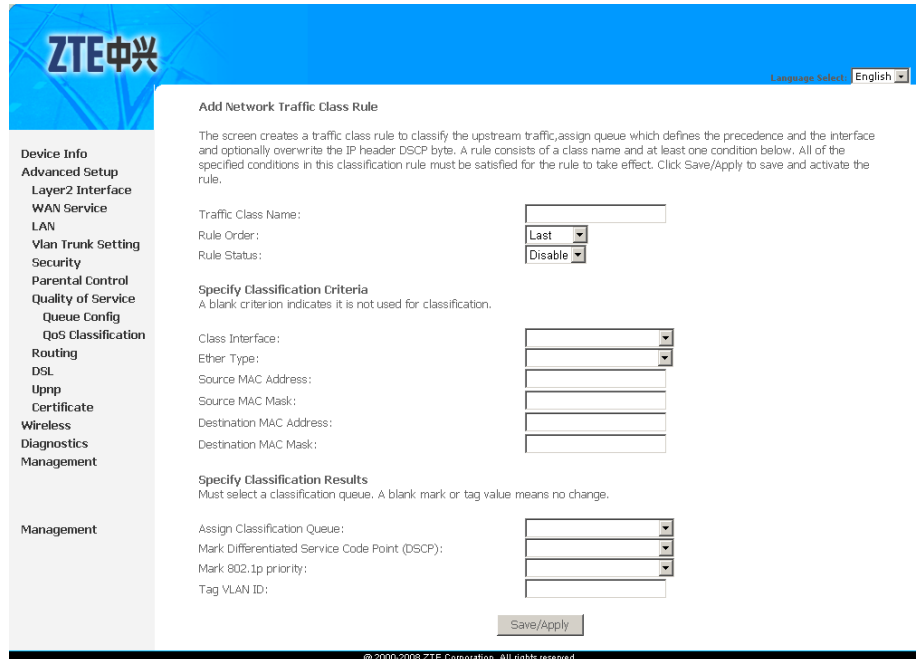 ZTE中兴
Language Select: English
Add Network Traffic Class Rule
The screen creates a traffic class rule to classify the upstream traffic,assign queue which defines the precedence and the interface
and optionally overwrite the IP header DSCP byte. A rule consists of a class name and at least one condition below. All of the
specified conditions in this classification rule must be satisfied for the rule to take effect. Click Save/Apply to save and activate the
rule.
Device Info
Advanced Setup
Layer2 Interface
WAN Service
LAN
Vlan Trunk Setting
Security
Parental Control
Quality of Service
Queue Config
QoS Classification
Routing
DSL
Upnp
Certificate
Wireless
Diagnostics
Management
Management
Traffic Class Name:
Rule Order: Last
Rule Status: Disable
Specify Classification Criteria
A blank criterion indicates it is not used for classification.
Class Interface:
Ether Type:
Source MAC Address:
Source MAC Mask:
Destination MAC Address:
Destination MAC Mask:
Specify Classification Results
Must select a classification queue. A blank mark or tag value means no change.
Assign Classification Queue:
Mark Differentiated Service Code Point (DSCP):
Mark 802.1p priority:
Tag VLAN ID:
Save/Apply
@ 2000-2008 ZTE Corporation. All rights reserved